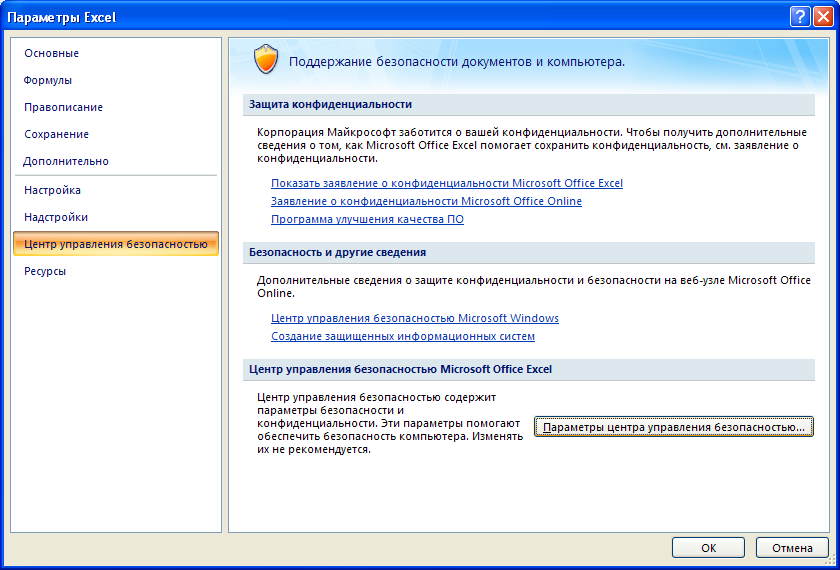 Параметры Excel
Основные
Формулы
Правописание
Сохранение
Дополнительно
Настройка
Надстройки
Центр управления безопасностью
Ресурсы
Поддержание безопасности документов и компьютера.
Защита конфиденциальности
Корпорация Майкрософт заботится о вашей конфиденциальности. Чтобы получить дополнительные
сведения о том, как Microsoft Office Excel помогает сохранить конфиденциальность, см. заявление о
конфиденциальности.
Показать заявление о конфиденциальности Microsoft Office Excel
Заявление о конфиденциальности Microsoft Office Online
Программа улучшения качества ПО
Безопасность и другие сведения
Дополнительные сведения о защите конфиденциальности и безопасности на веб-узле Microsoft Office
Online.
Центр управления безопасностью Microsoft Windows
Создание защищенных информационных систем
Центр управления безопасностью Microsoft Office Excel
Центр управления безопасностью содержит
параметры безопасности и
конфиденциальности. Эти параметры помогают
обеспечить безопасность компьютера. Изменять
их не рекомендуется.
Параметры центра управления безопасностью...
ОК
Отмена